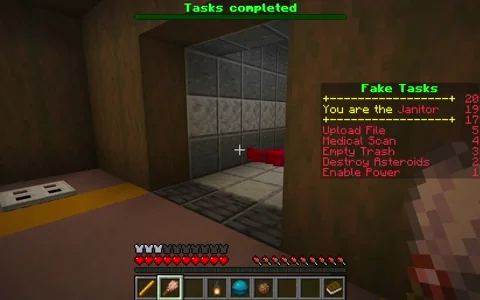 Tasks completed
Fake Tasks
+-----------------+ 20
You are the Janitor 19
+-----------------+ 17
Upload File 5
Medical Scan 4
Empty Trash 3
Destroy Asteroids 2
Enable Power 1